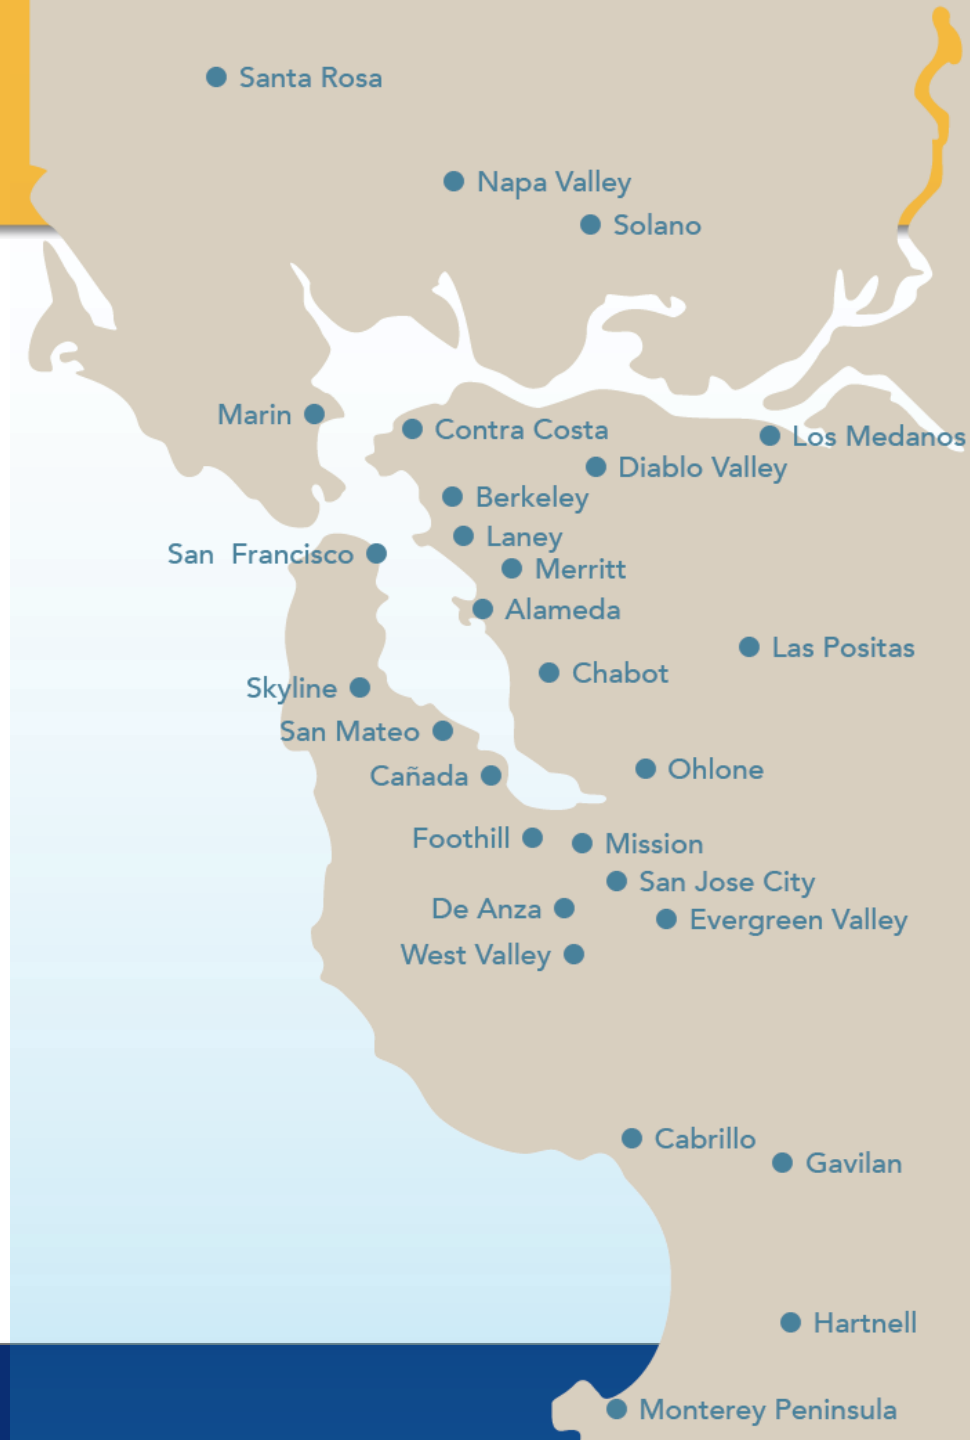 Santa Rosa
Napa Valley
Solano
Marin
Contra Costa
Los Medanos
Diablo Valley
Berkeley
Laney
San Francisco
Merritt
Alameda
Las Positas
Chabot
Skyline
San Mateo
Ohlone
Cañada
Foothill
Mission
San Jose City
De Anza
Evergreen Valley
West Valley
Cabrillo
Gavilan
Hartnell
Monterey Peninsula